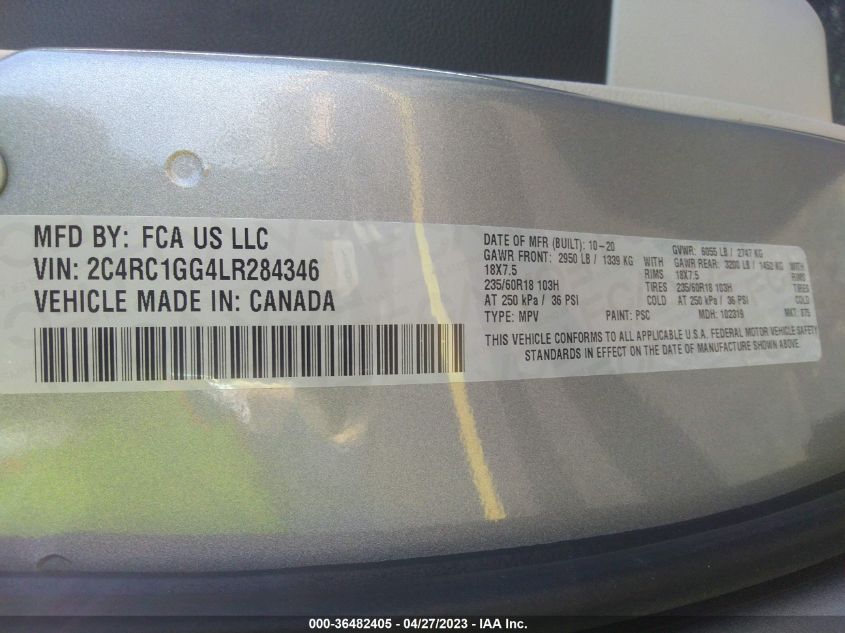 MFD BY: FCA US LLC
VIN: 2C4RC1GG4LR284346
VEHICLE MADE IN: CANADA
DATE OF MFR (BUILT): 10-20 GVWR: 6055 LB / 2747 KG
GAWR FRONT: 2950 LB / 1339 KG WITH GAWR REAR: 3200 LB / 1452 KG
18X7.5 RIMS 18X7.5
235/60R18 103H TIRES 235/60R18 103H
AT 250 kPa / 36 PSI COLD AT 250 kPa / 36 PSI
TYPE: MPV PAINT: PSC MDH: 102319 MKT: 875
THIS VEHICLE CONFORMS TO ALL APPLICABLE U.S.A. FEDERAL MOTOR VEHICLE SAFETY
STANDARDS IN EFFECT ON THE DATE OF MANUFACTURE SHOWN ABOVE.
000-36482405 - 04/27/2023 - IAA Inc.